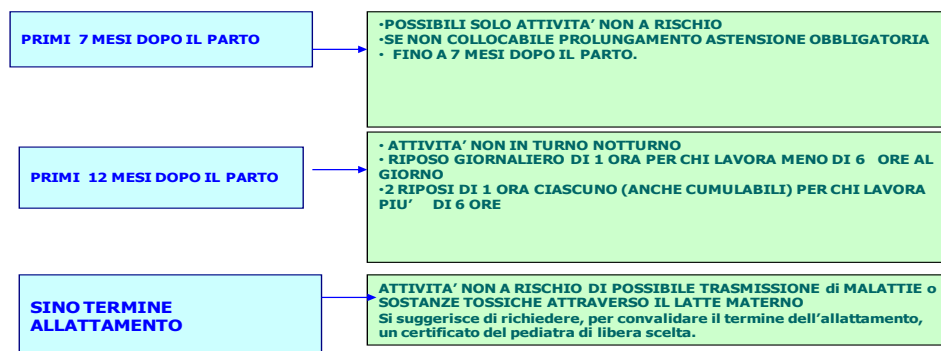 PRIMI 7 MESI DOPO IL PARTO
•POSSIBILI SOLO ATTIVITA' NON A RISCHIO
•SE NON COLLOCABILE PROLUNGAMENTO ASTENSIONE OBBLIGATORIA
• FINO A 7 MESI DOPO IL PARTO.
PRIMI 12 MESI DOPO IL PARTO
• ATTIVITA' NON IN TURNO NOTTURNO
• RIPOSO GIORNALIERO DI 1 ORA PER CHI LAVORA MENO DI 6 ORE AL
GIORNO
•2 RIPOSI DI 1 ORA CIASCUNO (ANCHE CUMULABILI) PER CHI LAVORA
PIU' DI 6 ORE
SINO TERMINE
ALLATTAMENTO
ATTIVITA' NON A RISCHIO DI POSSIBILE TRASMISSIONE di MALATTIE o
SOSTANZE TOSSICHE ATTRAVERSO IL LATTE MATERNO
Si suggerisce di richiedere, per convalidare il termine dell'allattamento,
un certificato del pediatra di libera scelta.